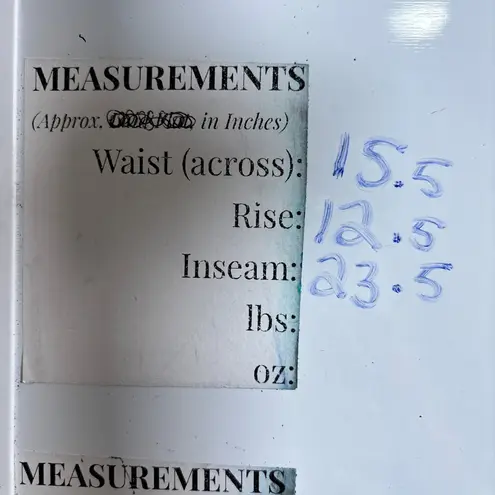 MEASUREMENTS
(Approx. in Inches)
Waist (across): 15.5
Rise: 12.5
Inseam: 23.5
lbs:
oz:
MEASUREMENTS